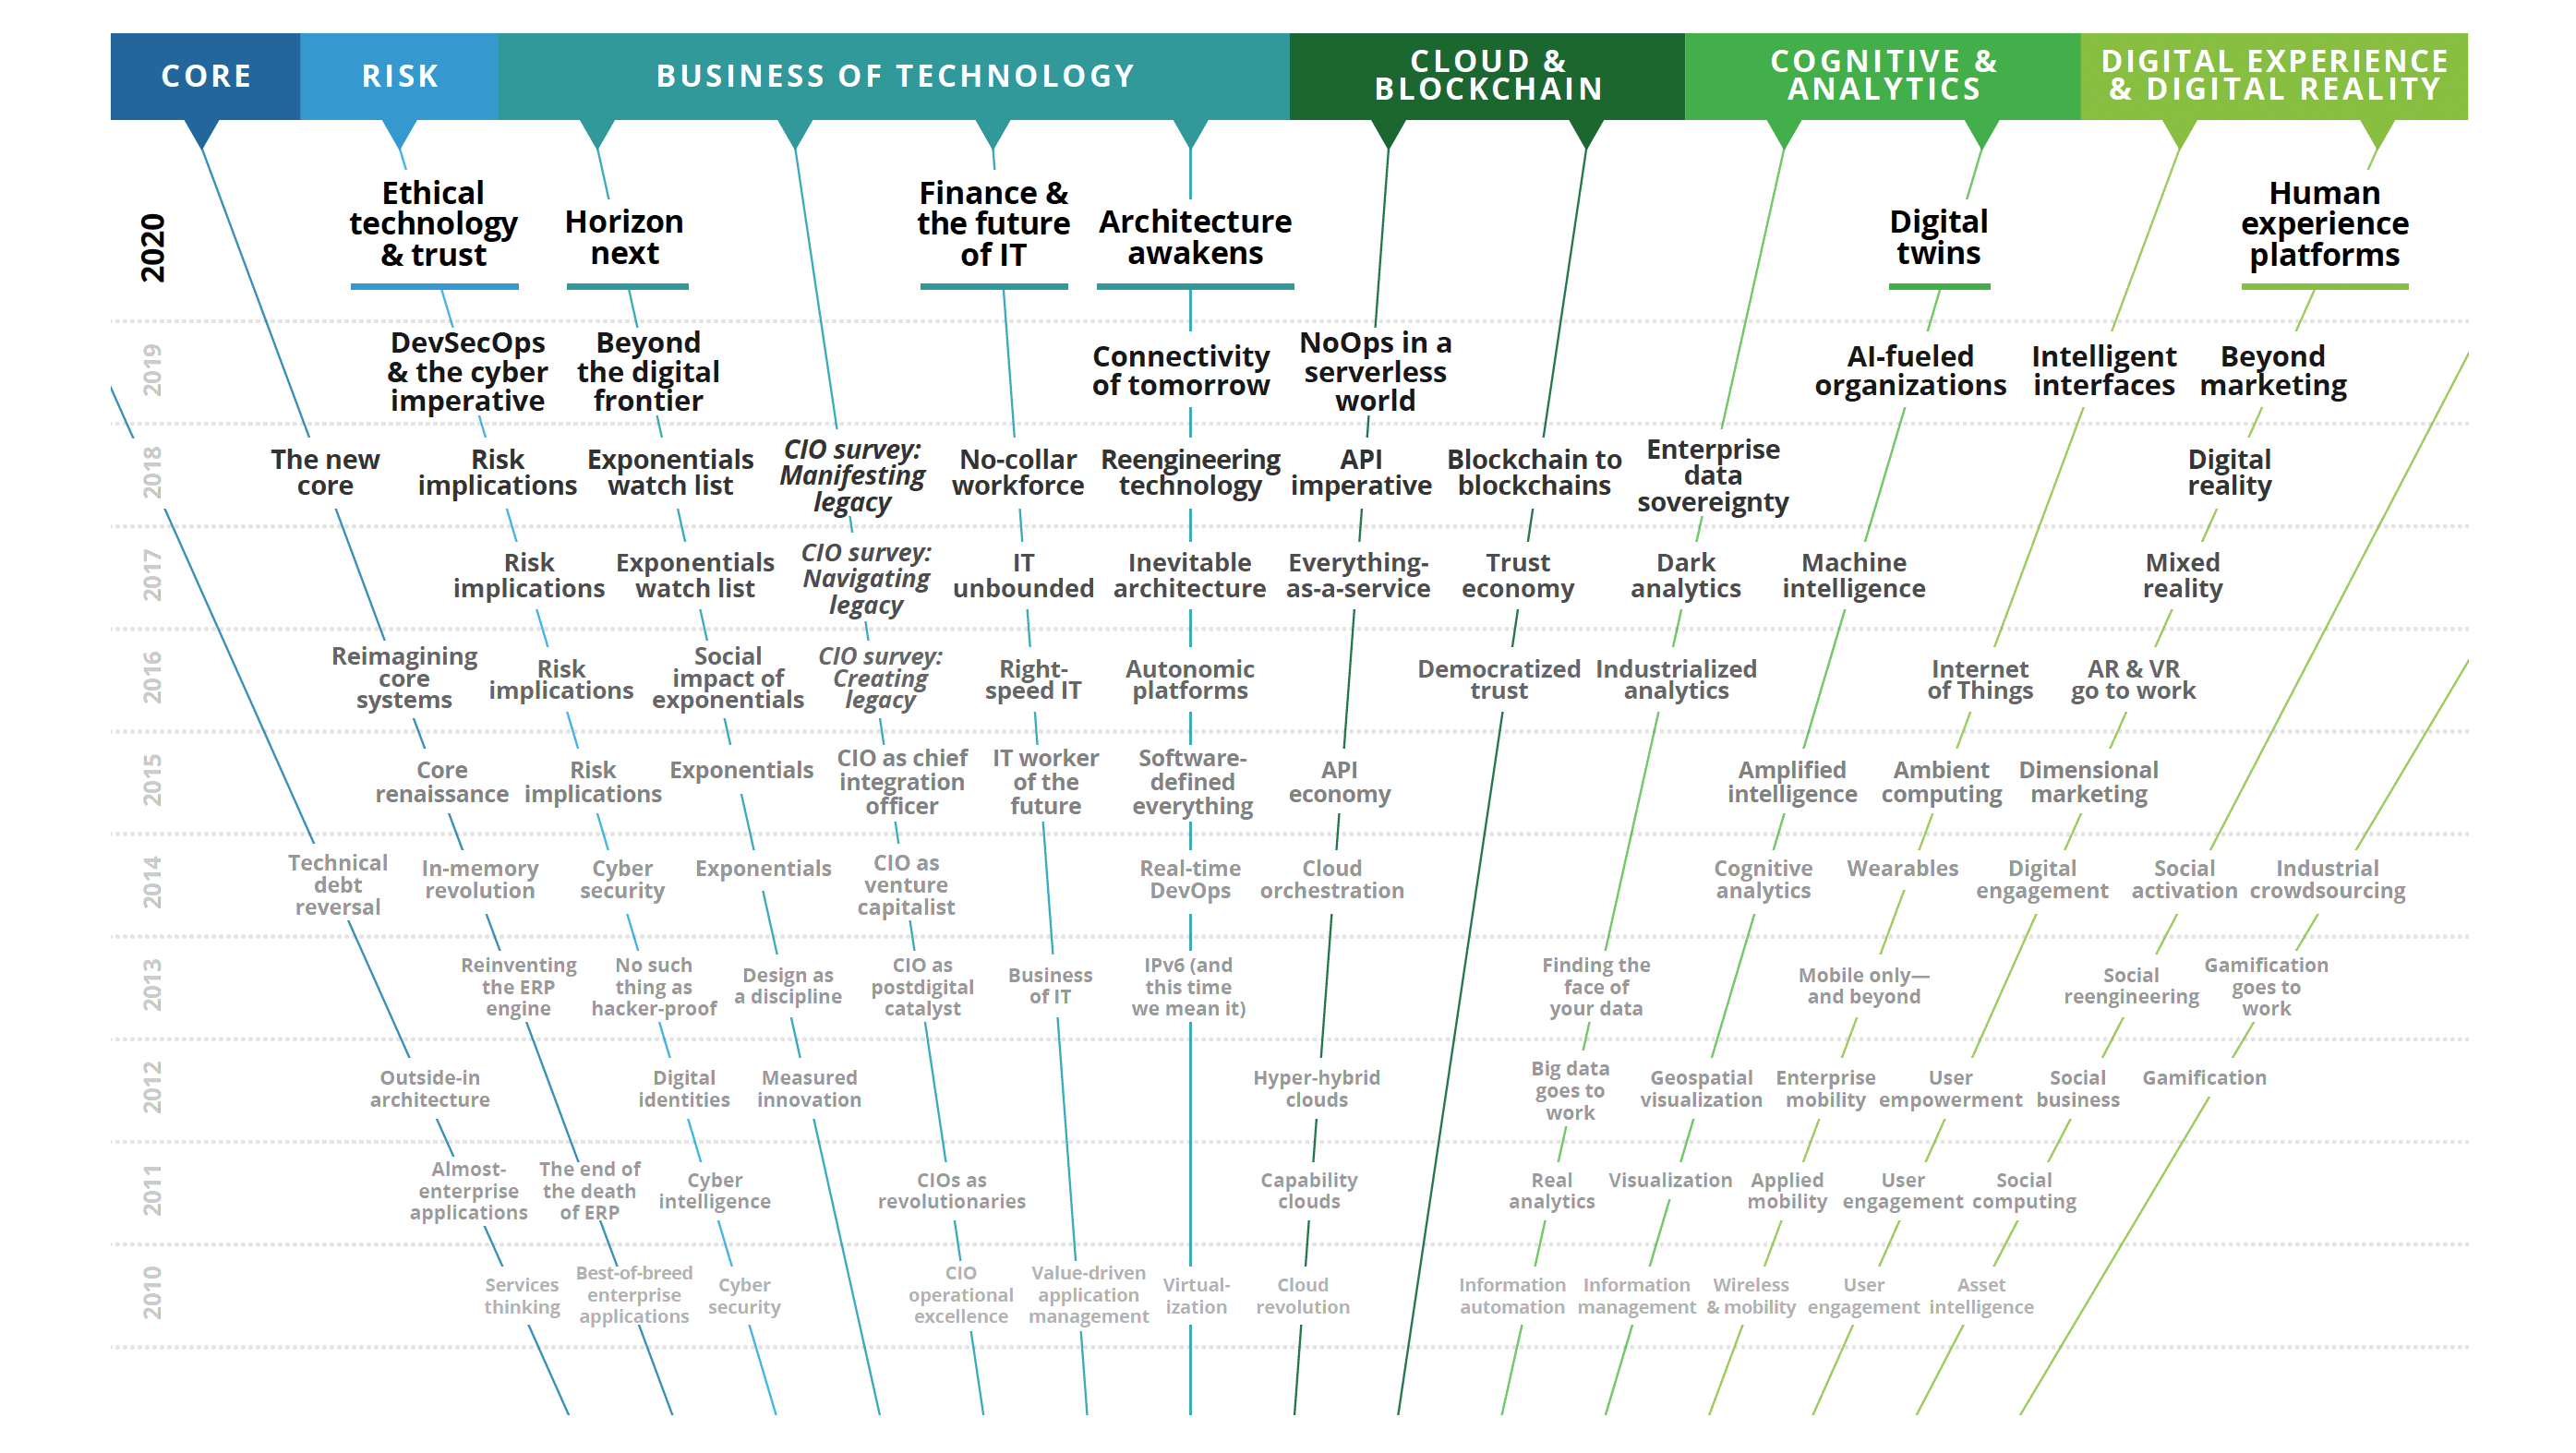 CORE
RISK
BUSINESS OF TECHNOLOGY
CLOUD &
BLOCKCHAIN
COGNITIVE &
ANALYTICS
DIGITAL EXPERIENCE
& DIGITAL REALITY
2020
Ethical
technology
& trust
Horizon
next
Finance &
the future
of IT
Architecture
awakens
Digital
twins
Human
experience
platforms
2019
DevSecOps
& the cyber
imperative
Beyond
the digital
frontier
Connectivity
of tomorrow
NoOps in a
serverless
world
AI-fueled
organizations
Intelligent
interfaces
Beyond
marketing
2018
The new
core
Risk
implications
Exponentials
watch list
CIO survey:
Manifesting
legacy
No-collar
workforce
Reengineering
technology
API
imperative
Blockchain to
blockchains
Enterprise
data
sovereignty
Digital
reality
2017
Risk
implications
Exponentials
watch list
CIO survey:
Navigating
legacy
IT
unbounded
Inevitable
architecture
Everything-
as-a-service
Trust
economy
Dark
analytics
Machine
intelligence
Mixed
reality
2016
Reimagining
core
systems
Risk
implications
Social
impact of
exponentials
CIO survey:
Creating
legacy
Right-
speed IT
Autonomic
platforms
Democratized
trust
Industrialized
analytics
Internet
of Things
AR & VR
go to work
2015
Core
renaissance
Risk
implications
Exponentials
CIO as chief
integration
officer
IT worker
of the
future
Software-
defined
everything
API
economy
Amplified
intelligence
Ambient
computing
Dimensional
marketing
2014
Technical
debt
reversal
In-memory
revolution
Cyber
security
Exponentials
CIO as
venture
capitalist
Real-time
DevOps
Cloud
orchestration
Cognitive
analytics
Wearables
Digital
engagement
Social
activation
Industrial
crowdsourcing
2013
Reinventing
the ERP
engine
No such
thing as
hacker-proof
Design as
a discipline
CIO as
postdigital
catalyst
Business
of IT
IPv6 (and
this time
we mean it)
Finding the
face of
your data
Mobile only—
and beyond
Social
reengineering
Gamification
goes to
work
2012
Outside-in
architecture
Digital
identities
Measured
innovation
Hyper-hybrid
clouds
Big data
goes to
work
Geospatial
visualization
Enterprise
mobility
User
empowerment
Social
business
Gamification
2011
Almost-
enterprise
applications
The end of
the death
of ERP
Cyber
intelligence
CIOs as
revolutionaries
Capability
clouds
Real
analytics
Visualization
Applied
mobility
User
engagement
Social
computing
2010
Services
thinking
Best-of-breed
enterprise
applications
Cyber
security
CIO
operational
excellence
Value-driven
application
management
Virtual-
ization
Cloud
revolution
Information
automation
Information
management
Wireless
& mobility
User
engagement
Asset
intelligence